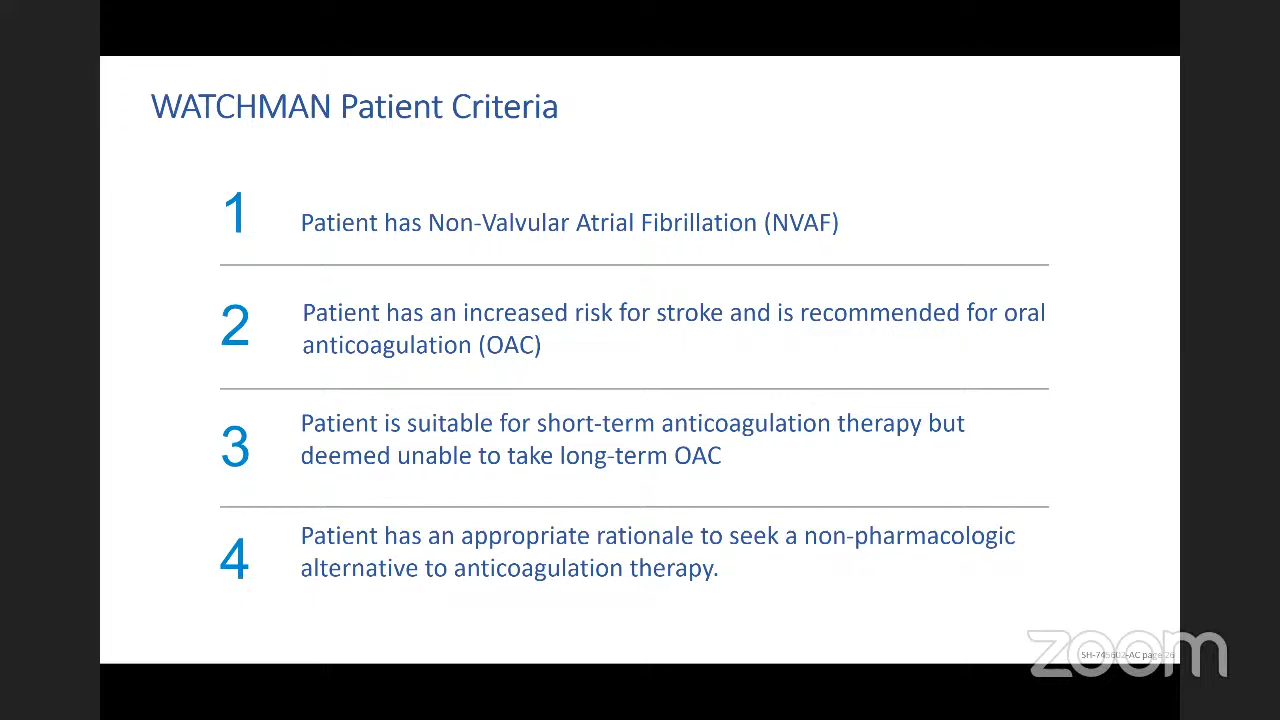 WATCHMAN Patient Criteria
1
Patient has Non-Valvular Atrial Fibrillation (NVAF)
2
Patient has an increased risk for stroke and is recommended for oral
anticoagulation (OAC)
3
Patient is suitable for short-term anticoagulation therapy but
deemed unable to take long-term OAC
4
Patient has an appropriate rationale to seek a non-pharmacologic
alternative to anticoagulation therapy.
zoom
page 26